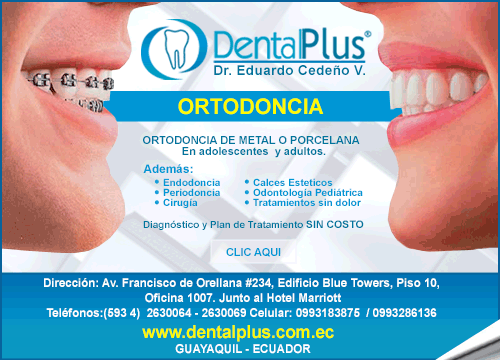 DentalPlus®
Dr. Eduardo Cedeño V.
ORTODONCIA
ORTODONCIA DE METAL O PORCELANA
En adolescentes y adultos.
Además:
• Endodoncia
• Periodoncia
• Cirugía
• Calces Esteticos
• Odontología Pediátrica
• Tratamientos sin dolor
Diagnóstico y Plan de Tratamiento SIN COSTO
CLIC AQUI
Dirección: Av. Francisco de Orellana #234, Edificio Blue Towers, Piso 10,
Oficina 1007. Junto al Hotel Marriott
Teléfonos:(593 4) 2630064 - 2630069 Celular: 0993183875 / 0993286136
www.dentalplus.com.ec
GUAYAQUIL - ECUADOR